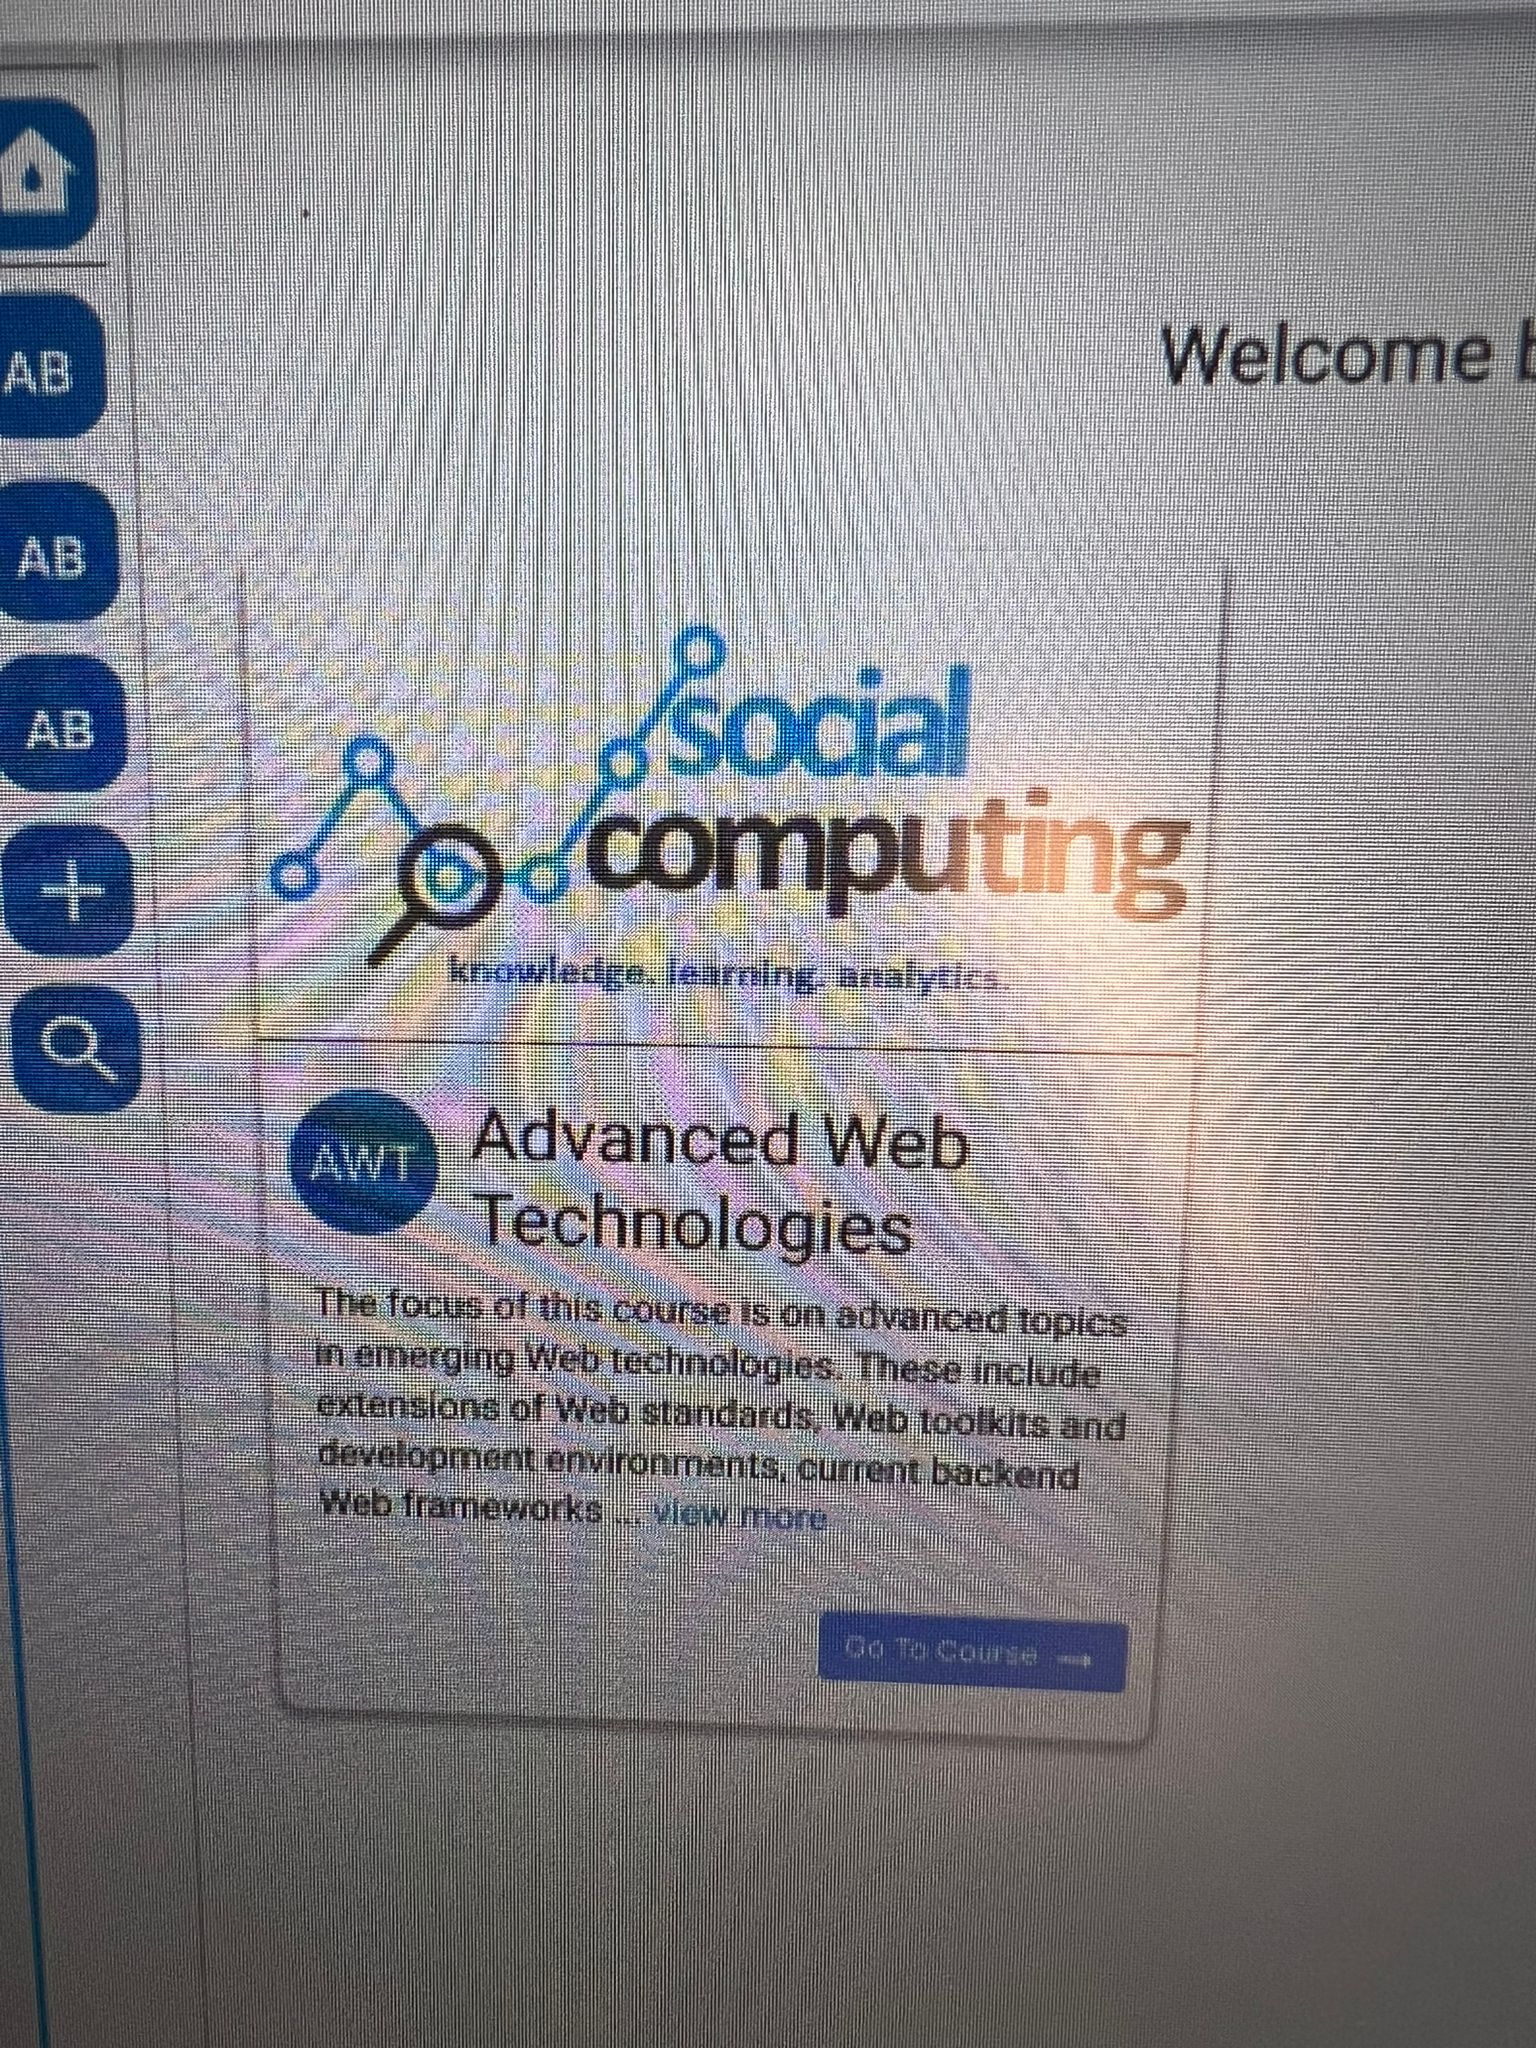 Welcome b
AB
AB
AB
social
computing
knowledge. learning. analytics.
AWT
Advanced Web
Technologies
The focus of this course is on advanced topics
in emerging Web technologies. These include
extensions of Web standards, Web toolkits and
development environments, current backend
Web frameworks ... view more
Go To Course →